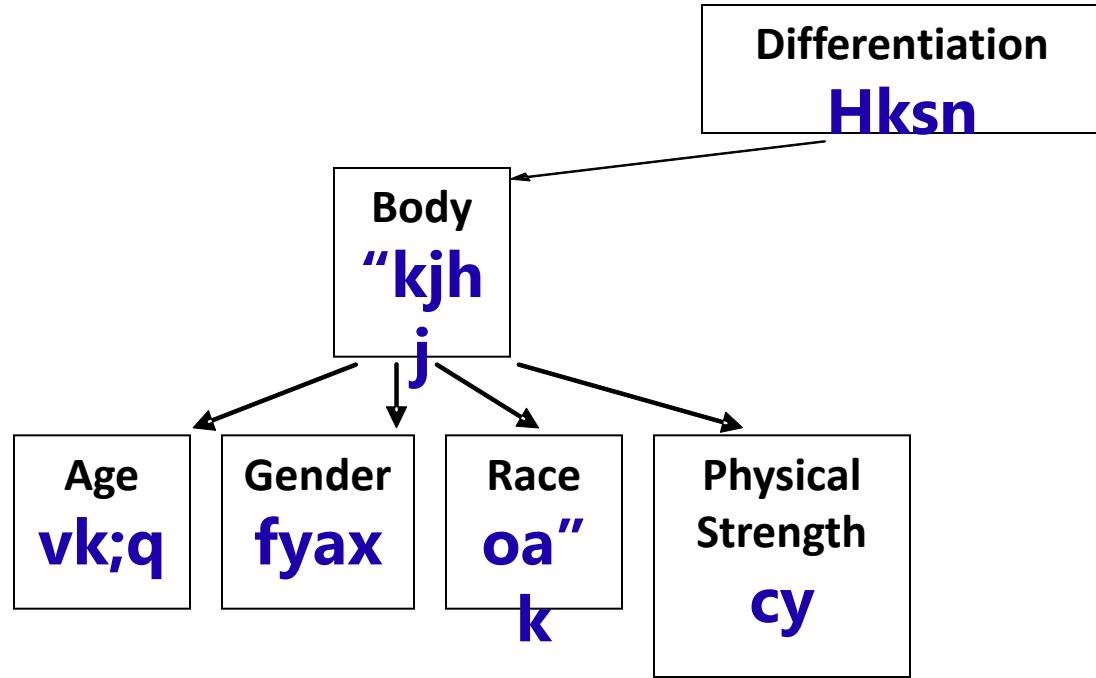 Differentiation
Hksn
Body
“kjh
j
Age
vk;q
Gender
fyax
Race
oa”
k
Physical
Strength
cy